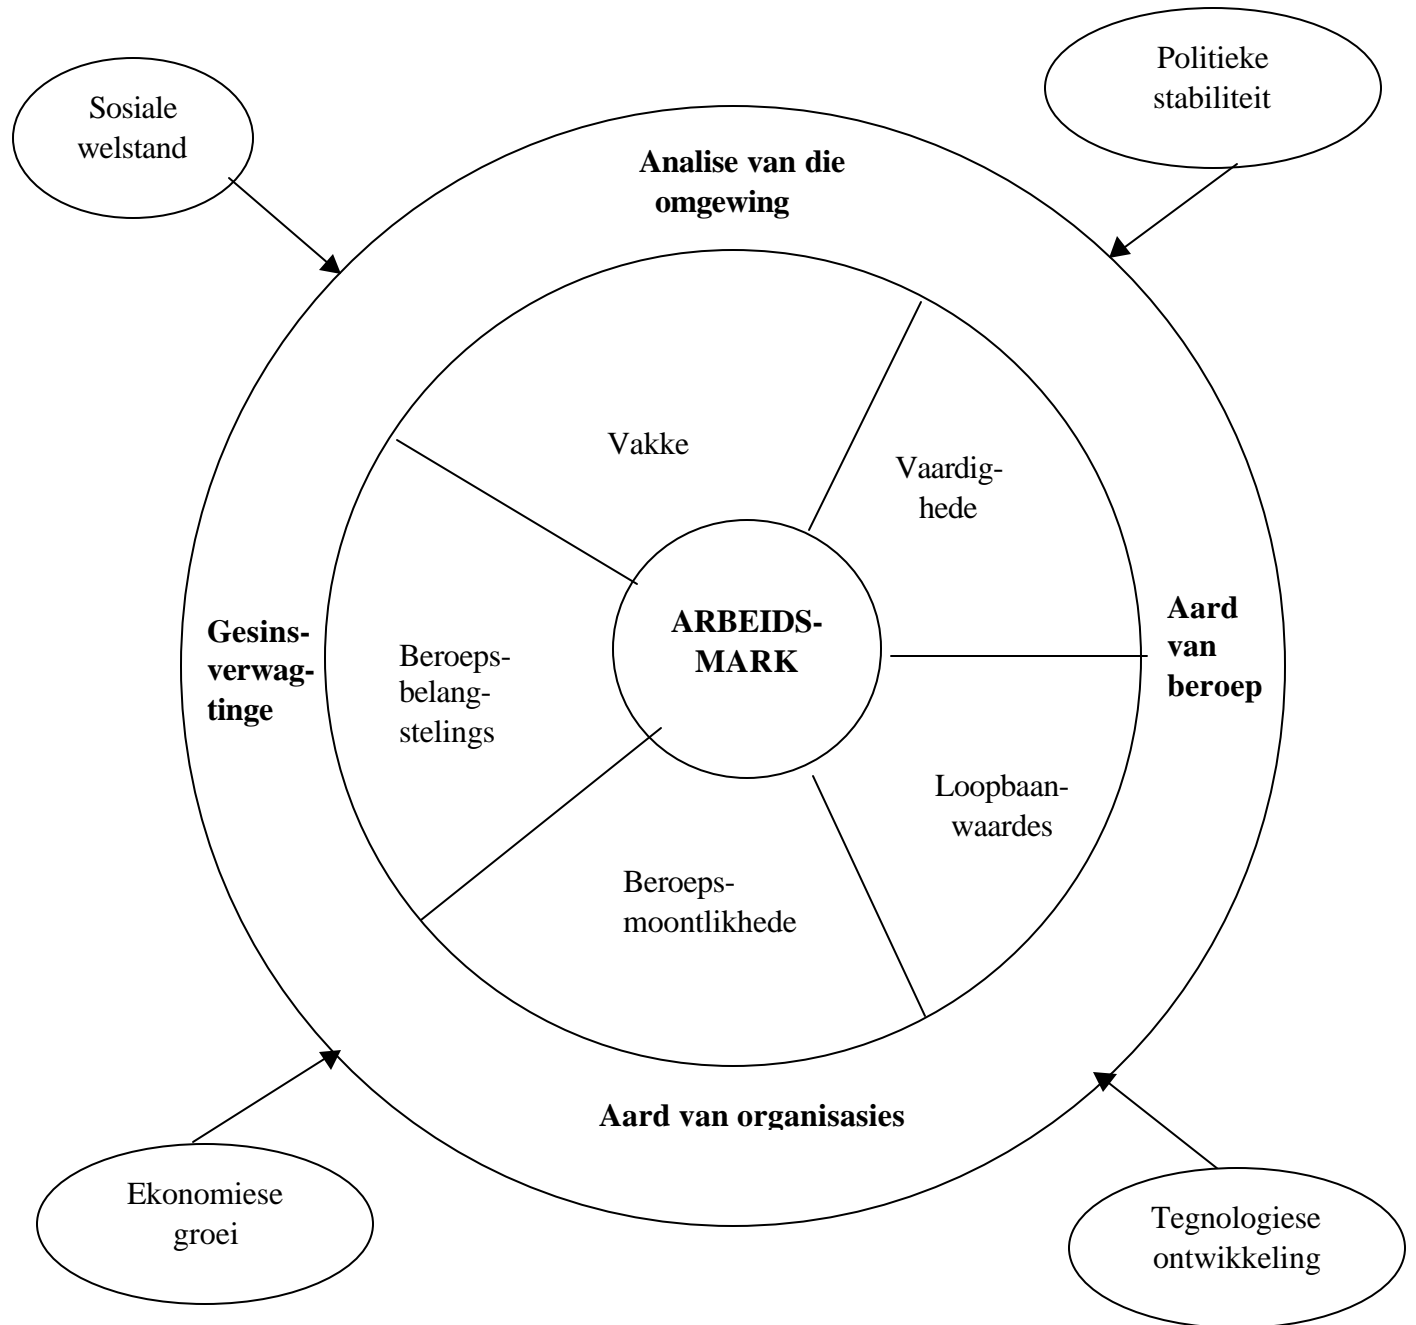 Politieke
stabiliteit
Sosiale
welstand
Analise van die
omgewing
Vakke
Vaardig-
hede
ARBEIDS-
MARK
Aard
van
beroep
Gesins-
verwag-
tinge
Beroeps-
belang-
stelings
Loopbaan-
waardes
Beroeps-
moontlikhede
Aard van organisasies
Ekonomiese
groei
Tegnologiese
ontwikkeling